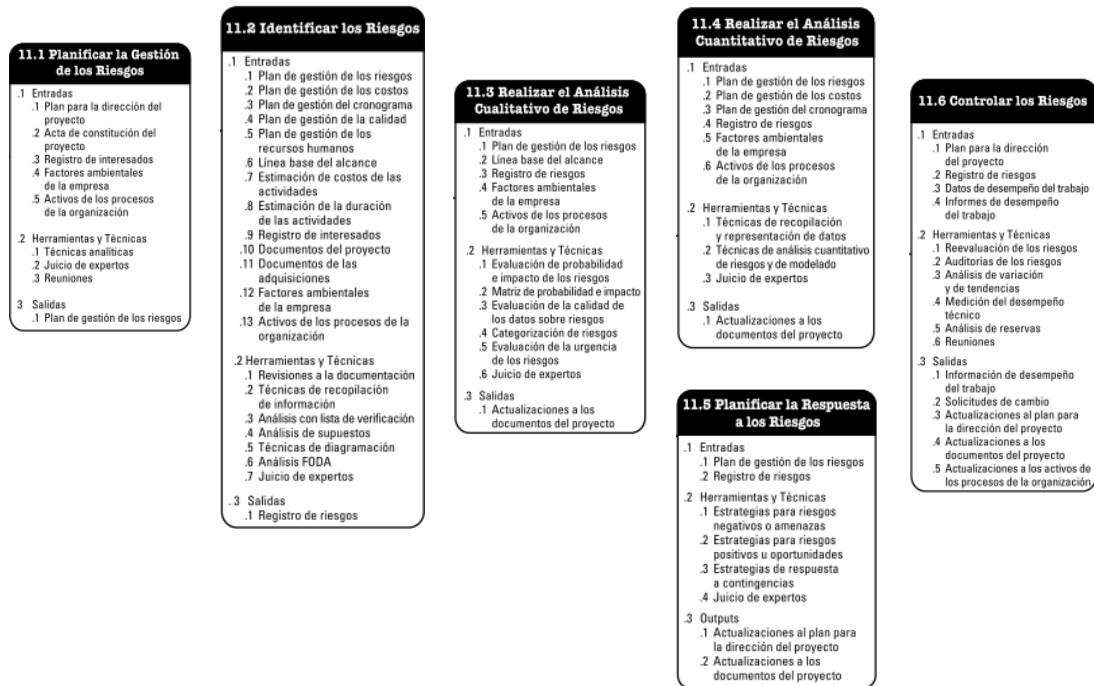 11.1 Planificar la Gestión
de los Riesgos
.1 Entradas
.1 Plan para la dirección del
proyecto
.2 Acta de constitución del
proyecto
.3 Registro de interesados
.4 Factores ambientales
de la empresa
.5 Activos de los procesos
de la organización
.2 Herramientas y Técnicas
.1 Técnicas analíticas
.2 Juicio de expertos
.3 Reuniones
3 Salidas
.1 Plan de gestión de los riesgos
11.2 Identificar los Riesgos
.1 Entradas
.1 Plan de gestión de los riesgos
.2 Plan de gestión de los costos
.3 Plan de gestión del cronograma
.4 Plan de gestión de la calidad
.5 Plan de gestión de los
recursos humanos
.6 Línea base del alcance
.7 Estimación de costos de las
actividades
.8 Estimación de la duración
de las actividades
.9 Registro de interesados
.10 Documentos del proyecto
.11 Documentos de las
adquisiciones
.12 Factores ambientales
de la empresa
.13 Activos de los procesos de la
organización
.2 Herramientas y Técnicas
.1 Revisiones a la documentación
.2 Técnicas de recopilación
de información
.3 Análisis con lista de verificación
.4 Análisis de supuestos
.5 Técnicas de diagramación
.6 Análisis FODA
.7 Juicio de expertos
.3 Salidas
.1 Registro de riesgos
11.3 Realizar el Análisis
Cualitativo de Riesgos
.1 Entradas
.1 Plan de gestión de los riesgos
.2 Línea base del alcance
.3 Registro de riesgos
.4 Factores ambientales
de la empresa
.5 Activos de los procesos
de la organización
.2 Herramientas y Técnicas
.1 Evaluación de probabilidad
e impacto de los riesgos
.2 Matriz de probabilidad e impacto
.3 Evaluación de la calidad de
los datos sobre riesgos
.4 Categorización de riesgos
.5 Evaluación de la urgencia
de los riesgos
.6 Juicio de expertos
.3 Salidas
.1 Actualizaciones a los
documentos del proyecto
11.4 Realizar el Análisis
Cuantitativo de Riesgos
.1 Entradas
.1 Plan de gestión de los riesgos
.2 Plan de gestión de los costos
.3 Plan de gestión del cronograma
.4 Registro de riesgos
.5 Factores ambientales
de la empresa
.6 Activos de los procesos
de la organización
.2 Herramientas y Técnicas
.1 Técnicas de recopilación
y representación de datos
.2 Técnicas de análisis cuantitativo
de riesgos y de modelado
.3 Juicio de expertos
.3 Salidas
.1 Actualizaciones a los
documentos del proyecto
11.5 Planificar la Respuesta
a los Riesgos
.1 Entradas
.1 Plan de gestión de los riesgos
.2 Registro de riesgos
.2 Herramientas y Técnicas
.1 Estrategias para riesgos
negativos o amenazas
.2 Estrategias para riesgos
positivos u oportunidades
.3 Estrategias de respuesta
a contingencias
.4 Juicio de expertos
.3 Outputs
.1 Actualizaciones al plan para
la dirección del proyecto
.2 Actualizaciones a los
documentos del proyecto
11.6 Controlar los Riesgos
.1 Entradas
.1 Plan para la dirección
del proyecto
.2 Registro de riesgos
.3 Datos de desempeño del trabajo
.4 Informes de desempeño
del trabajo
.2 Herramientas y Técnicas
.1 Reevaluación de los riesgos
.2 Auditorías de los riesgos
.3 Análisis de variación
y de tendencias
.4 Medición del desempeño
técnico
.5 Análisis de reservas
.6 Reuniones
.3 Salidas
.1 Información de desempeño
del trabajo
.2 Solicitudes de cambio
.3 Actualizaciones al plan para
la dirección del proyecto
.4 Actualizaciones a los
documentos del proyecto
.5 Actualizaciones a los activos de
los procesos de la organización